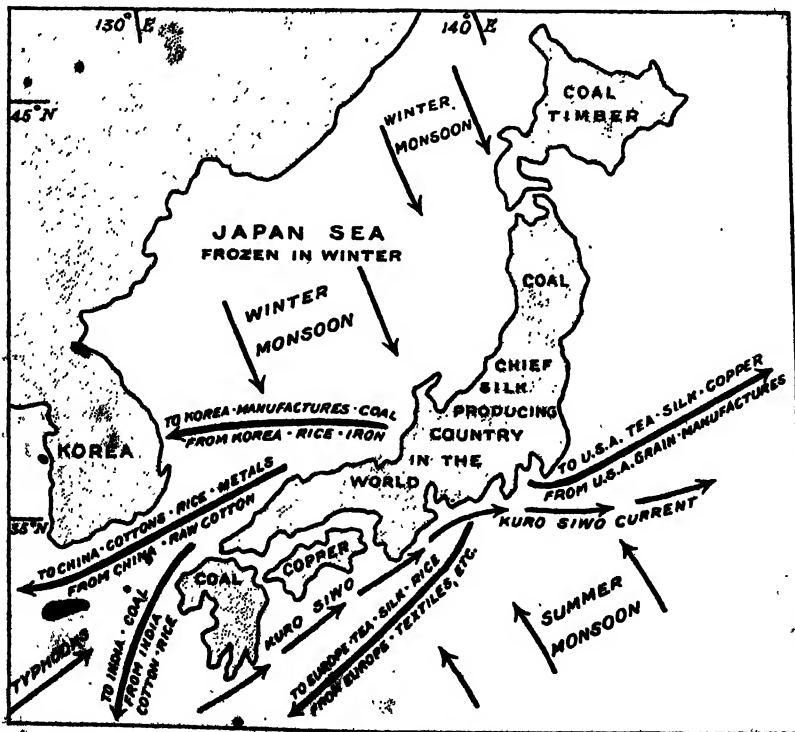 130° E
140° E
45° N
COAL
TIMBER
WINTER
MONSOON
JAPAN SEA
FROZEN IN WINTER
COAL
WINTER
MONSOON
CHIEF
SILK
PRODUCING
COUNTRY
IN THE
WORLD
TO KOREA·MANUFACTURES·COAL
FROM KOREA·RICE·IRON
KOREA
TO U.S.A. TEA·SILK·COPPER
FROM U.S.A. GRAIN·MANUFACTURES
35° N
TO CHINA·COTTONS·RICE·METALS
FROM CHINA·RAW COTTON
KURO SIWO CURRENT
COAL
COPPER
KURO SIWO
SUMMER
MONSOON
TYPHOONS
TO INDIA·COAL
FROM INDIA
COTTON·RICE
TO EUROPE·TEA·SILK·RICE
FROM EUROPE·TEXTILES, ETC.